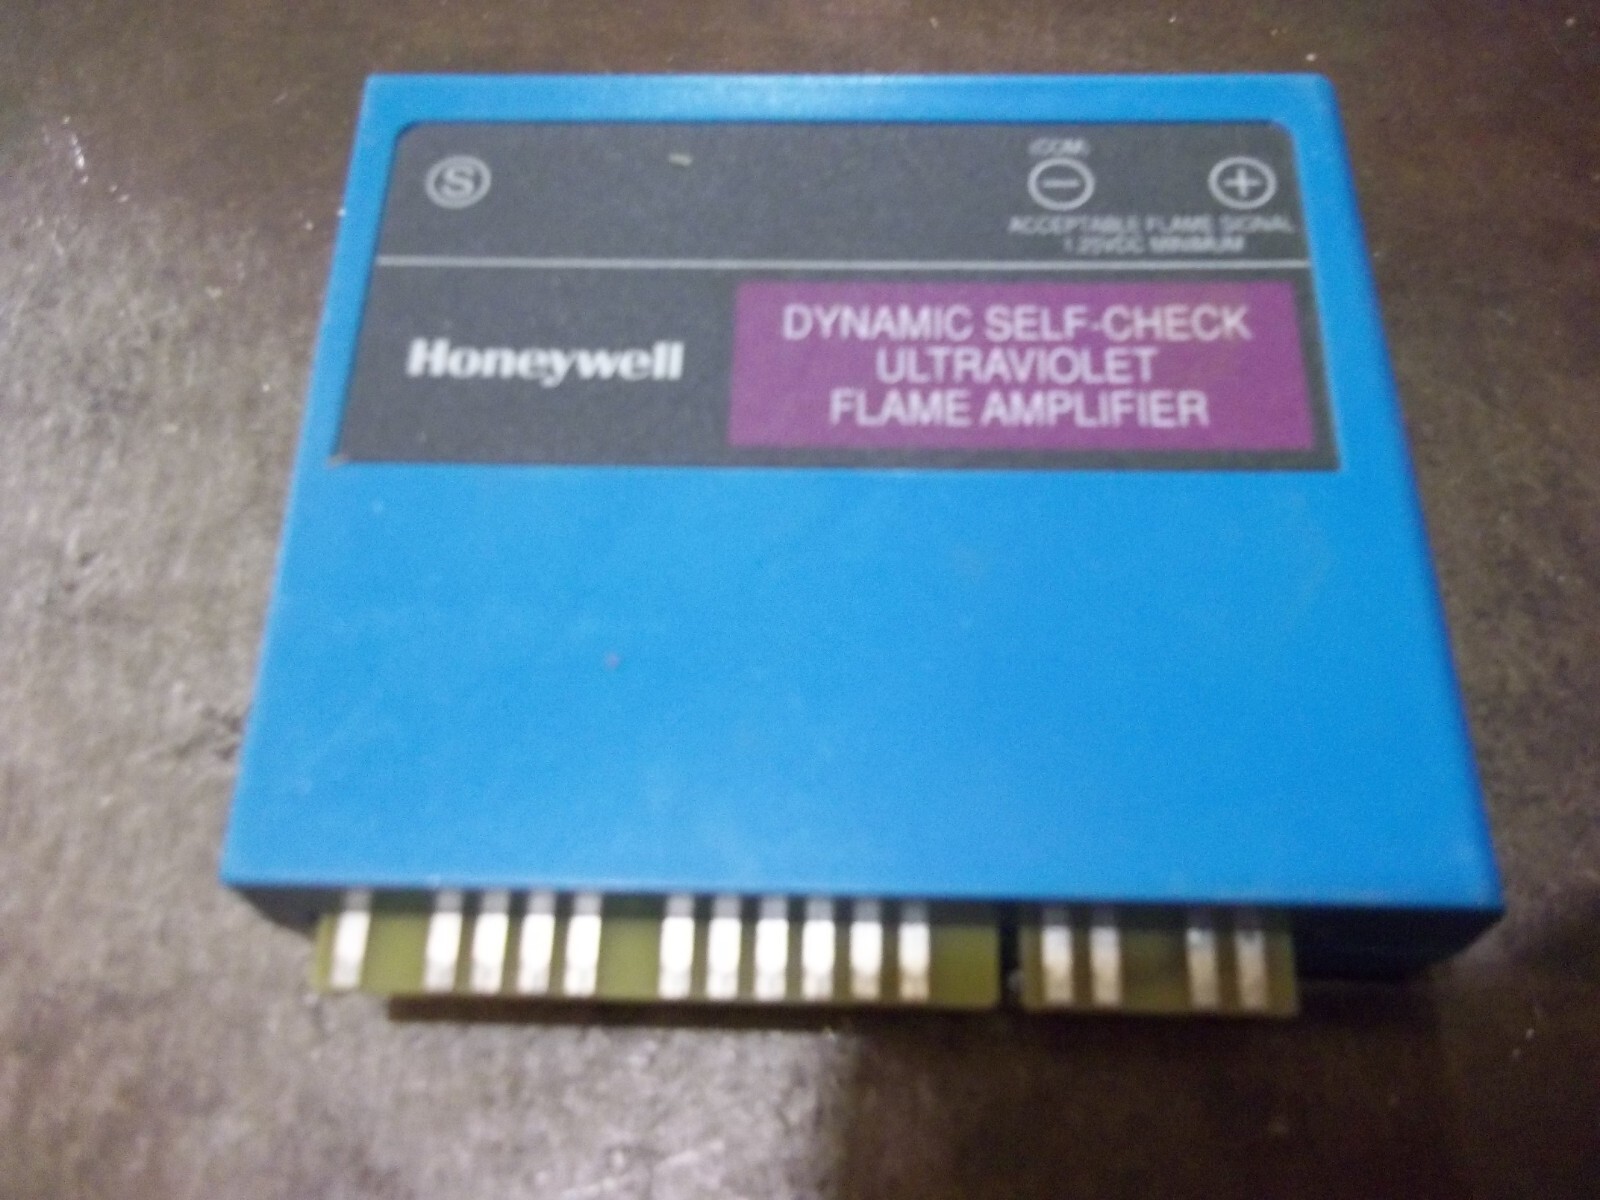 S
(COM)
− +
ACCEPTABLE FLAME SIGNAL
1.25VDC MINIMUM
Honeywell
DYNAMIC SELF-CHECK
ULTRAVIOLET
FLAME AMPLIFIER